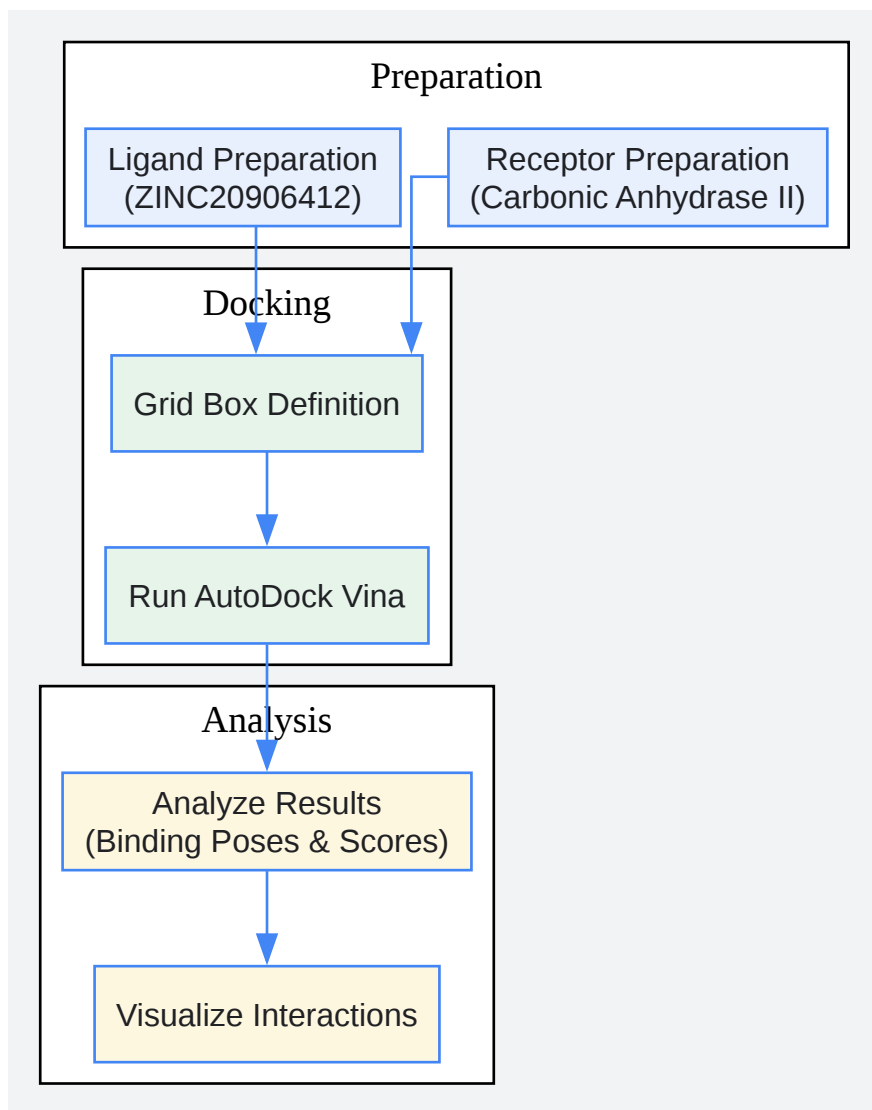 Preparation
Ligand Preparation
(ZINC20906412)
Receptor Preparation
(Carbonic Anhydrase II)
Docking
Grid Box Definition
Run AutoDock Vina
Analysis
Analyze Results
(Binding Poses & Scores)
Visualize Interactions